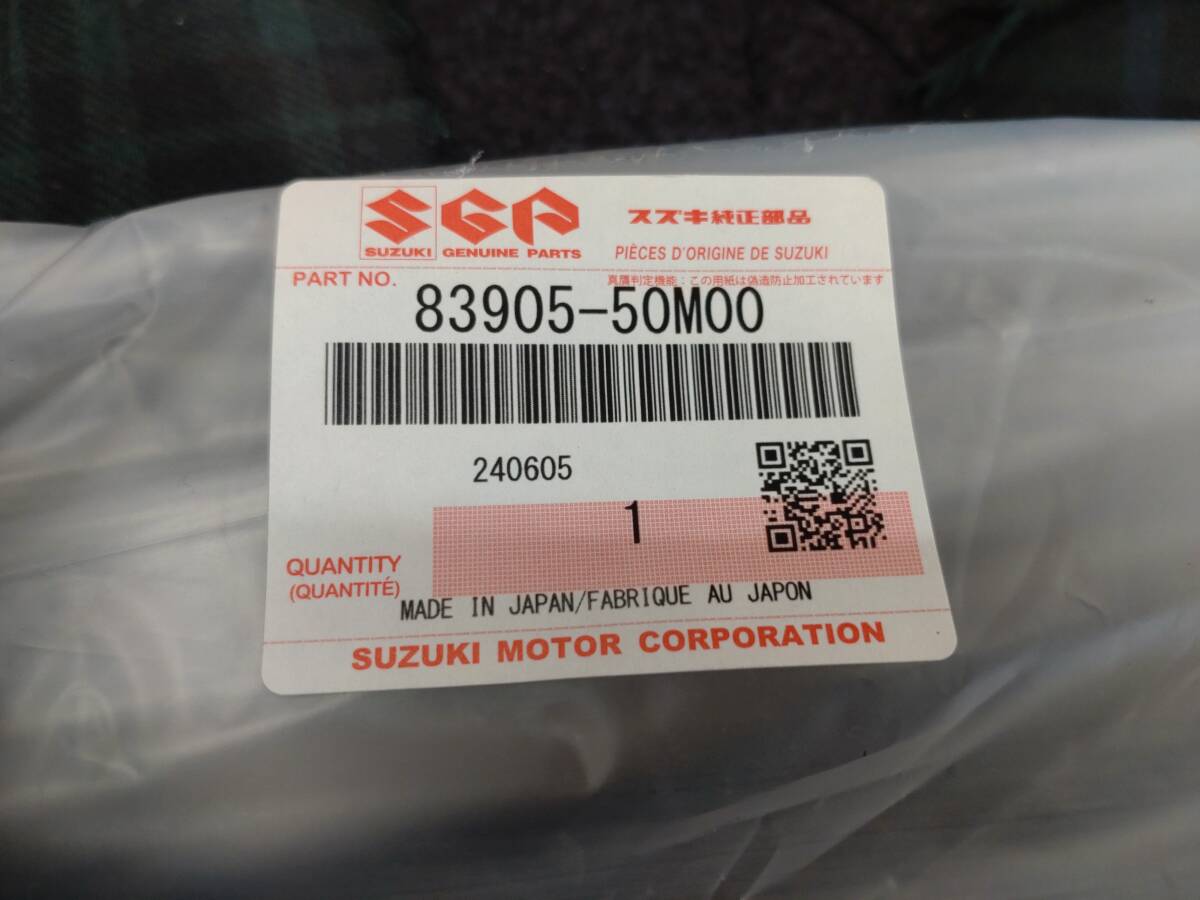 SGP
スズキ純正部品
SUZUKI GENUINE PARTS
PIÈCES D'ORIGINE DE SUZUKI
PART NO.
真贋判定機能：この用紙は偽造防止加工されています
83905-50M00
240605
1
QUANTITY
(QUANTITÉ)
MADE IN JAPAN/FABRIQUE AU JAPON
SUZUKI MOTOR CORPORATION